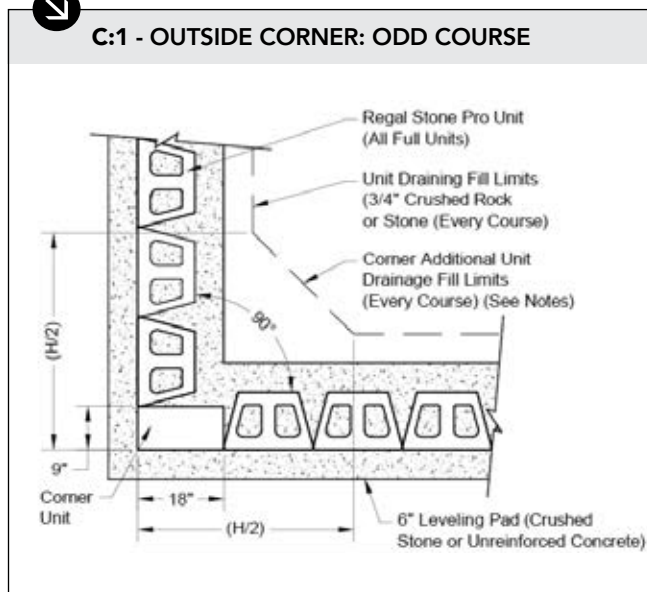 C:1 - OUTSIDE CORNER: ODD COURSE
Regal Stone Pro Unit
(All Full Units)
Unit Draining Fill Limits
(3/4" Crushed Rock
or Stone (Every Course)
Corner Additional Unit
Drainage Fill Limits
(Every Course) (See Notes)
90°
(H/2)
9"
Corner
Unit
18"
(H/2)
6" Leveling Pad (Crushed
Stone or Unreinforced Concrete)